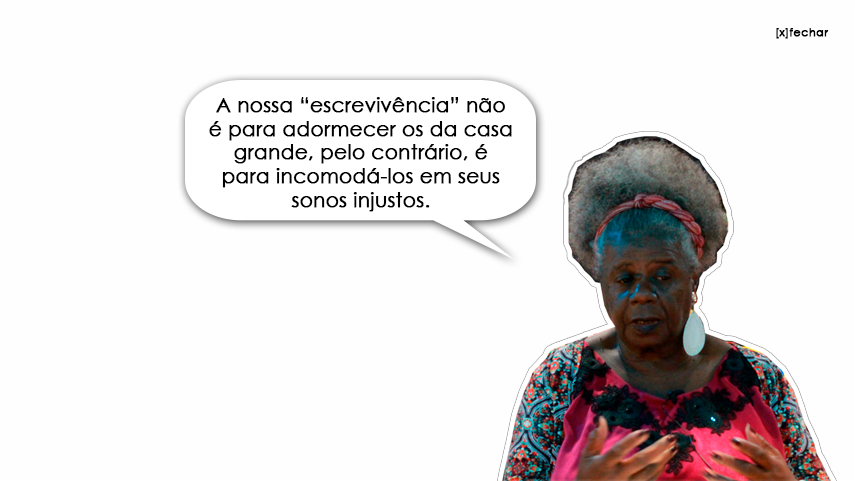 [x]fechar
A nossa “escrevivência” não
é para adormecer os da casa
grande, pelo contrário, é
para incomodá-los em seus
sonos injustos.